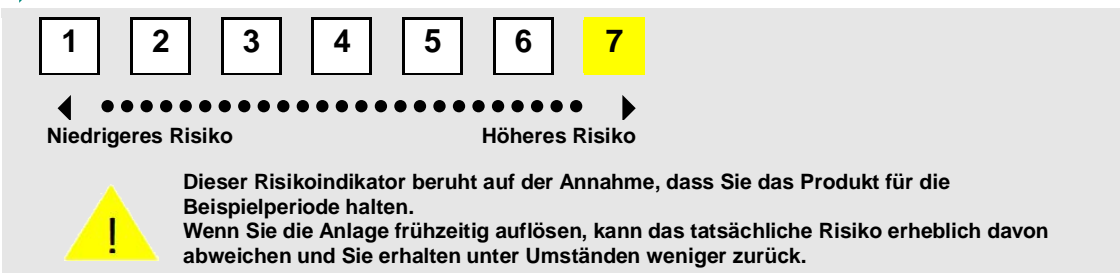 1 2 3 4 5 6 7
Niedrigeres Risiko Höheres Risiko
Dieser Risikoindikator beruht auf der Annahme, dass Sie das Produkt für die
Beispielperiode halten.
! Wenn Sie die Anlage frühzeitig auflösen, kann das tatsächliche Risiko erheblich davon
abweichen und Sie erhalten unter Umständen weniger zurück.